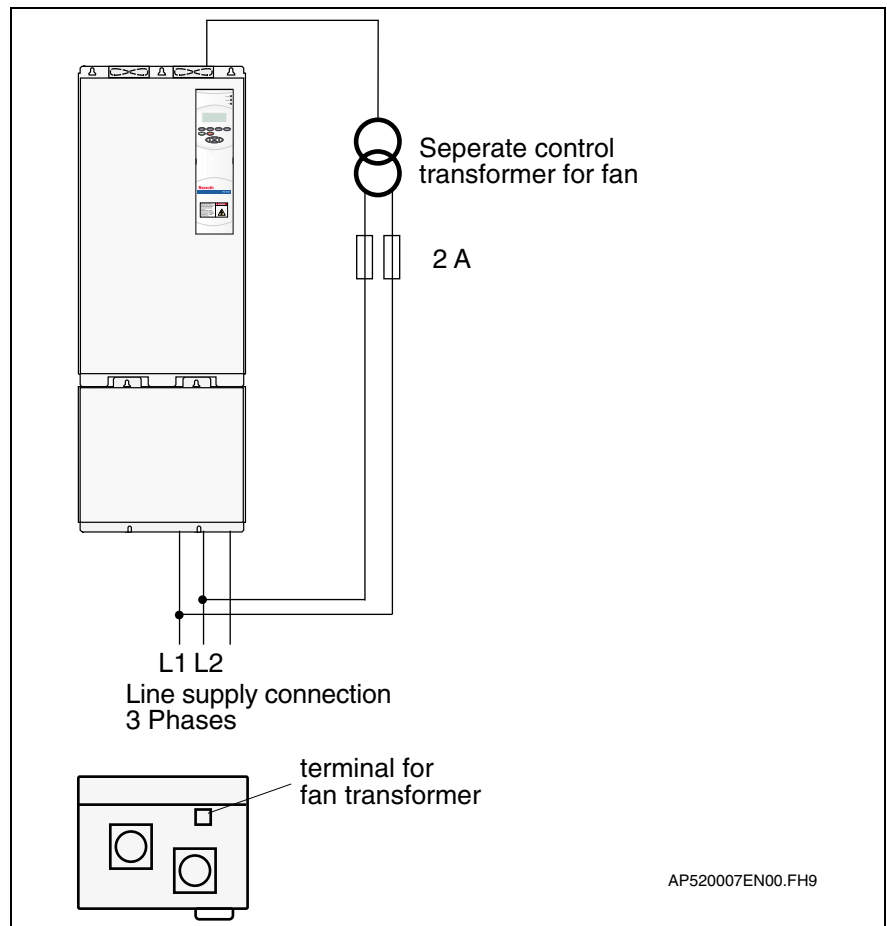 Rexroth
Seperate control
transformer for fan
2 A
L1 L2
Line supply connection
3 Phases
terminal for
fan transformer
AP520007EN00.FH9